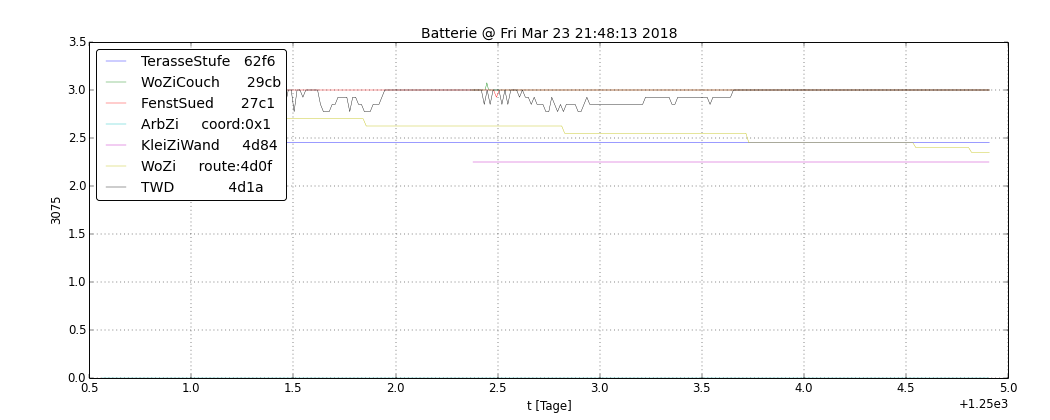 Batterie @ Fri Mar 23 21:48:13 2018
3.5
3.0
2.5
2.0
1.5
1.0
0.5
0.0
3075
TerasseStufe 62f6
WoZiCouch 29cb
FenstSued 27c1
ArbZi coord:0x1
KleiZiWand 4d84
WoZi route:4d0f
TWD 4d1a
0.5 1.0 1.5 2.0 2.5 3.0 3.5 4.0 4.5 5.0
t [Tage] +1.25e3